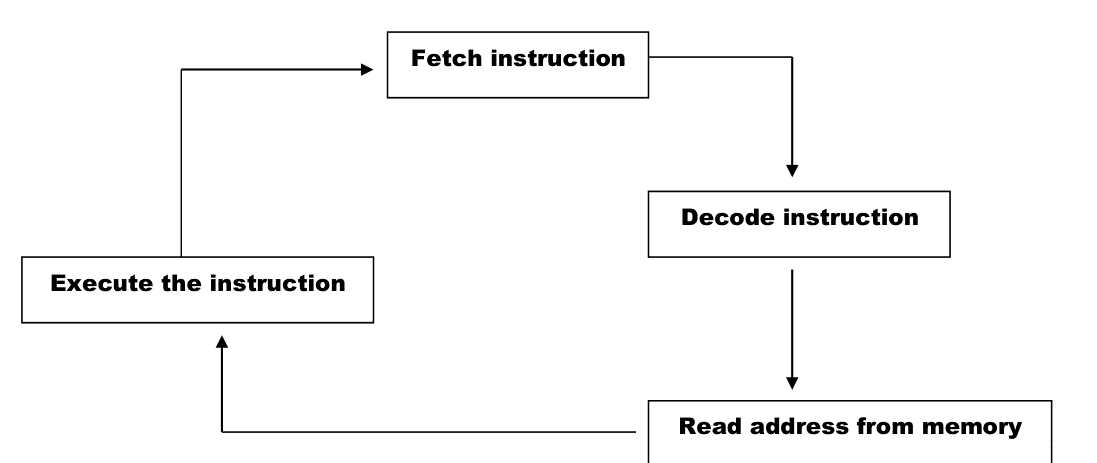 Fetch instruction
Decode instruction
Execute the instruction
Read address from memory